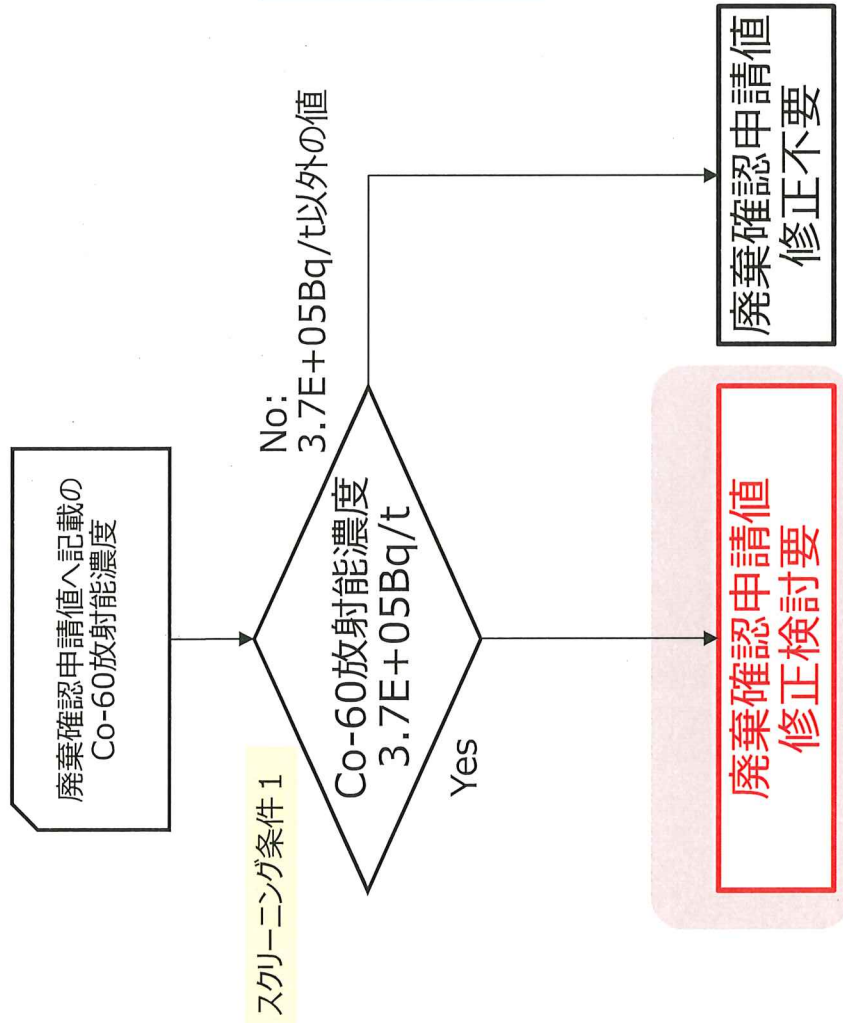 廃棄確認申請値へ記載の
Co-60放射能濃度
スクリーニング条件１
Co-60放射能濃度
3.7E+05Bq/t
No:
3.7E+05Bq/t以外の値
Yes
廃棄確認申請値
修正検討要
廃棄確認申請値
修正不要